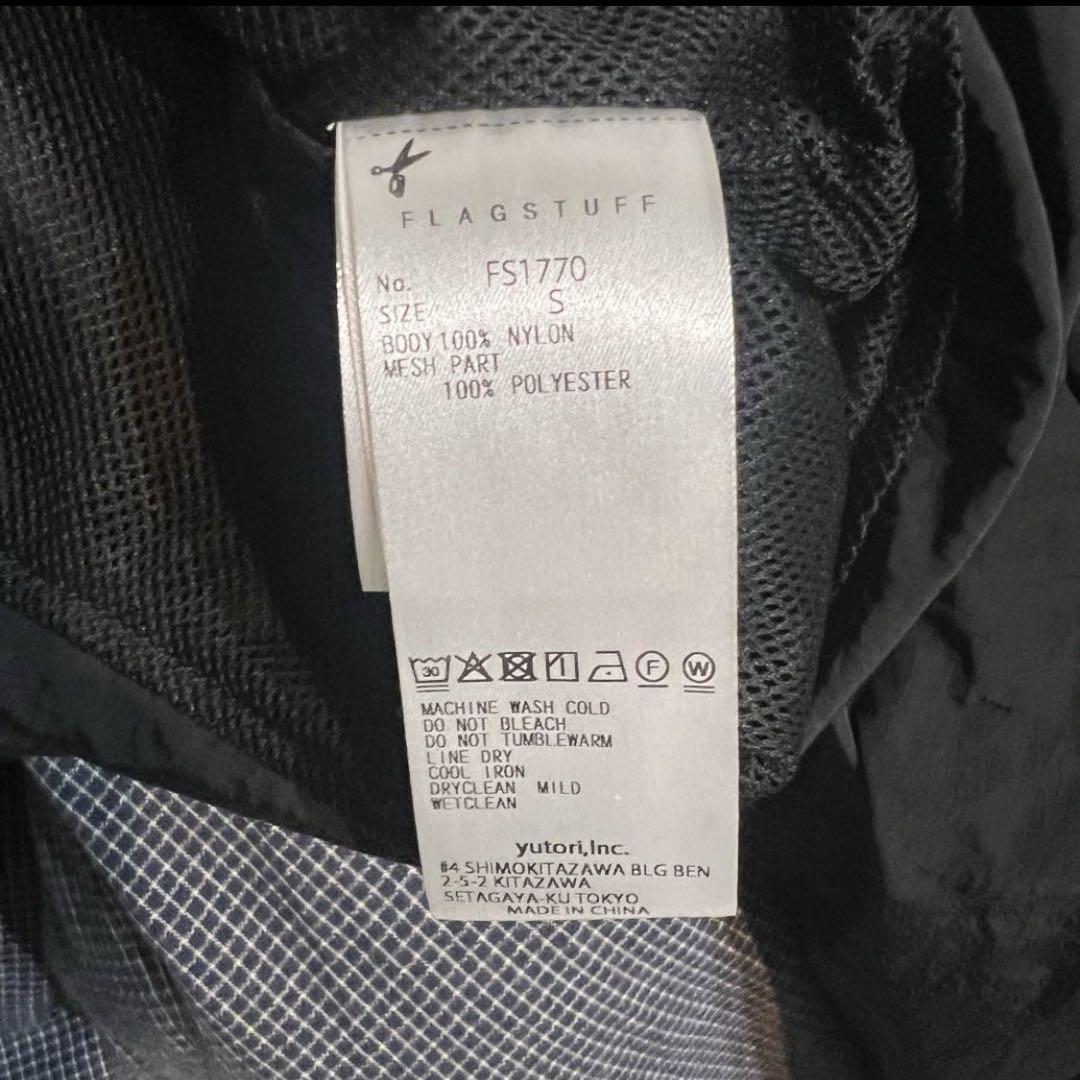 FLAGSTUFF
No. FS1770
SIZE S
BODY 100% NYLON
MESH PART
100% POLYESTER
30 F W
MACHINE WASH COLD
DO NOT BLEACH
DO NOT TUMBLEWARM
LINE DRY
COOL IRON
DRYCLEAN MILD
WETCLEAN
yutori,Inc.
#4 SHIMOKITAZAWA BLG BEN
2-5-2 KITAZAWA
SETAGAYA-KU TOKYO
MADE IN CHINA